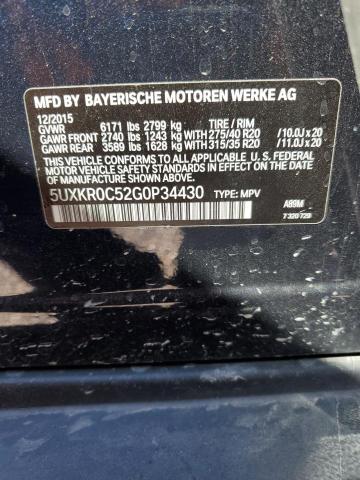 MFD BY BAYERISCHE MOTOREN WERKE AG
12/2015
GVWR 6171 lbs 2799 kg TIRE / RIM
GAWR FRONT 2740 lbs 1243 kg WITH 275/40 R20 / 10.0J x 20
GAWR REAR 3589 lbs 1628 kg WITH 315/35 R20 / 11.0J x 20
THIS VEHICLE CONFORMS TO ALL APPLICABLE U.S. FEDERAL
MOTOR VEHICLE SAFETY STANDARDS IN EFFECT ON THE DATE
OF MANUFACTURE SHOWN ABOVE.
5UXKR0C52G0P34430 TYPE: MPV
A89M
7 320 729